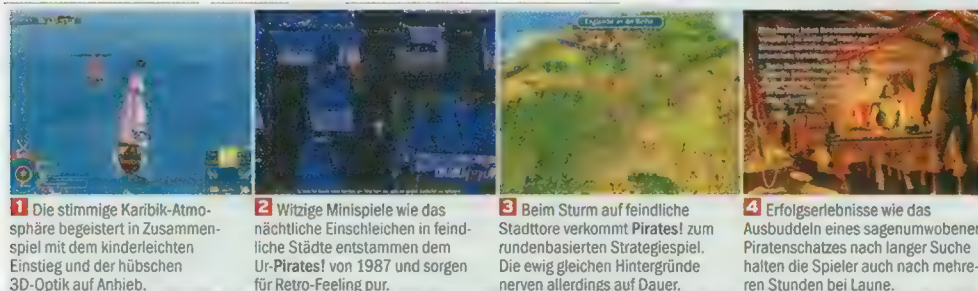 Engländer an der Reihe
1 Die stimmige Karibik-Atmo-
sphäre begeistert in Zusammen-
spiel mit dem kinderleichten
Einstieg und der hübschen
3D-Optik auf Anhieb.
2 Witzige Minispiele wie das
nächtliche Einschleichen in feind-
liche Städte entstammen dem
Ur-Pirates! von 1987 und sorgen
für Retro-Feeling pur.
3 Beim Sturm auf feindliche
Stadttore verkommt Pirates! zum
rundenbasierten Strategiespiel.
Die ewig gleichen Hintergründe
nerven allerdings auf Dauer.
4 Erfolgserlebnisse wie das
Ausbuddeln eines sagenumwobenen
Piratenschatzes nach langer Suche
halten die Spieler auch nach mehre-
ren Stunden bei Laune.